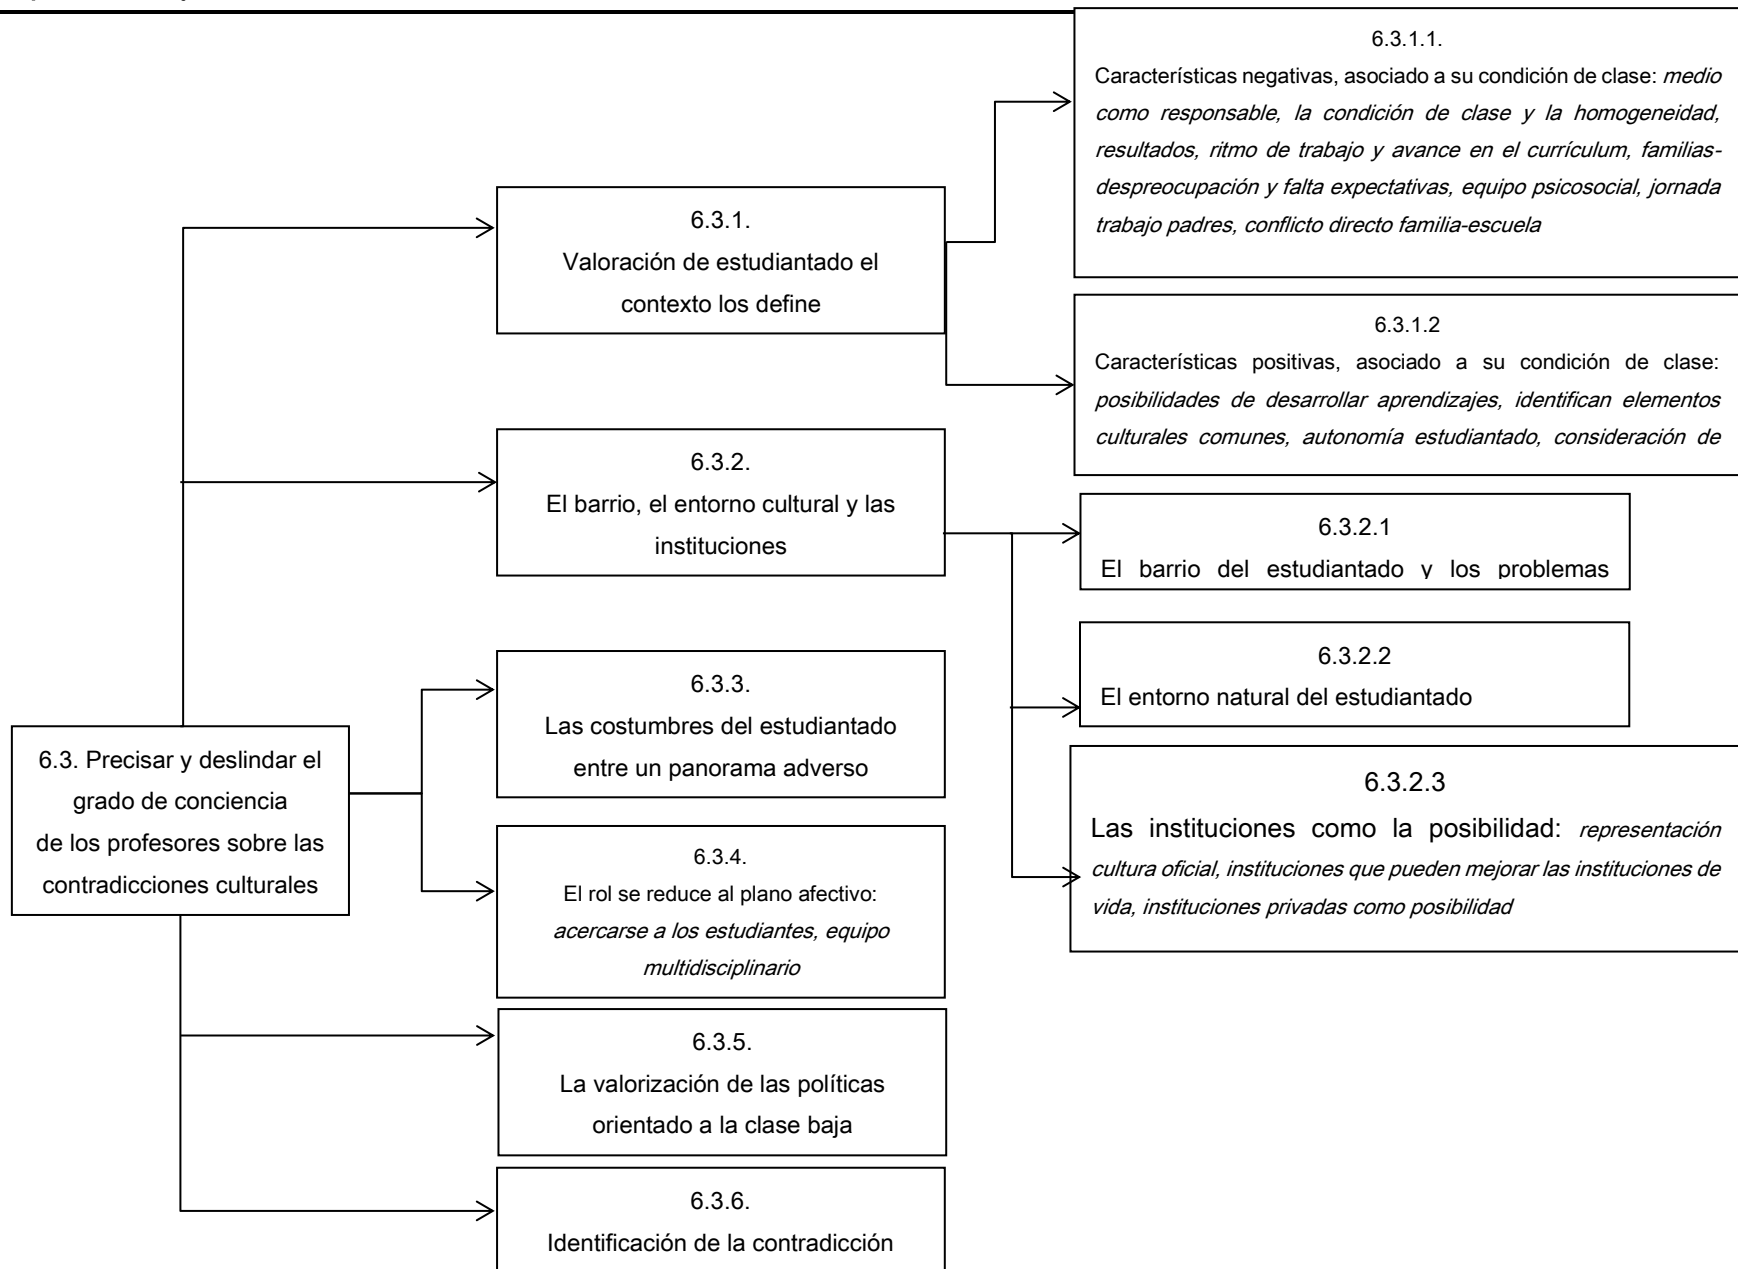 6.3. Precisar y deslindar el
grado de conciencia
de los profesores sobre las
contradicciones culturales
6.3.1.
Valoración de estudiantado el
contexto los define
6.3.1.1.
Características negativas, asociado a su condición de clase: medio
como responsable, la condición de clase y la homogeneidad,
resultados, ritmo de trabajo y avance en el currículum, familias-
despreocupación y falta expectativas, equipo psicosocial, jornada
trabajo padres, conflicto directo familia-escuela
6.3.1.2
Características positivas, asociado a su condición de clase:
posibilidades de desarrollar aprendizajes, identifican elementos
culturales comunes, autonomía estudiantado, consideración de
6.3.2.
El barrio, el entorno cultural y las
instituciones
6.3.2.1
El barrio del estudiantado y los problemas
6.3.2.2
El entorno natural del estudiantado
6.3.2.3
Las instituciones como la posibilidad: representación
cultura oficial, instituciones que pueden mejorar las instituciones de
vida, instituciones privadas como posibilidad
6.3.3.
Las costumbres del estudiantado
entre un panorama adverso
6.3.4.
El rol se reduce al plano afectivo:
acercarse a los estudiantes, equipo
multidisciplinario
6.3.5.
La valorización de las políticas
orientado a la clase baja
6.3.6.
Identificación de la contradicción